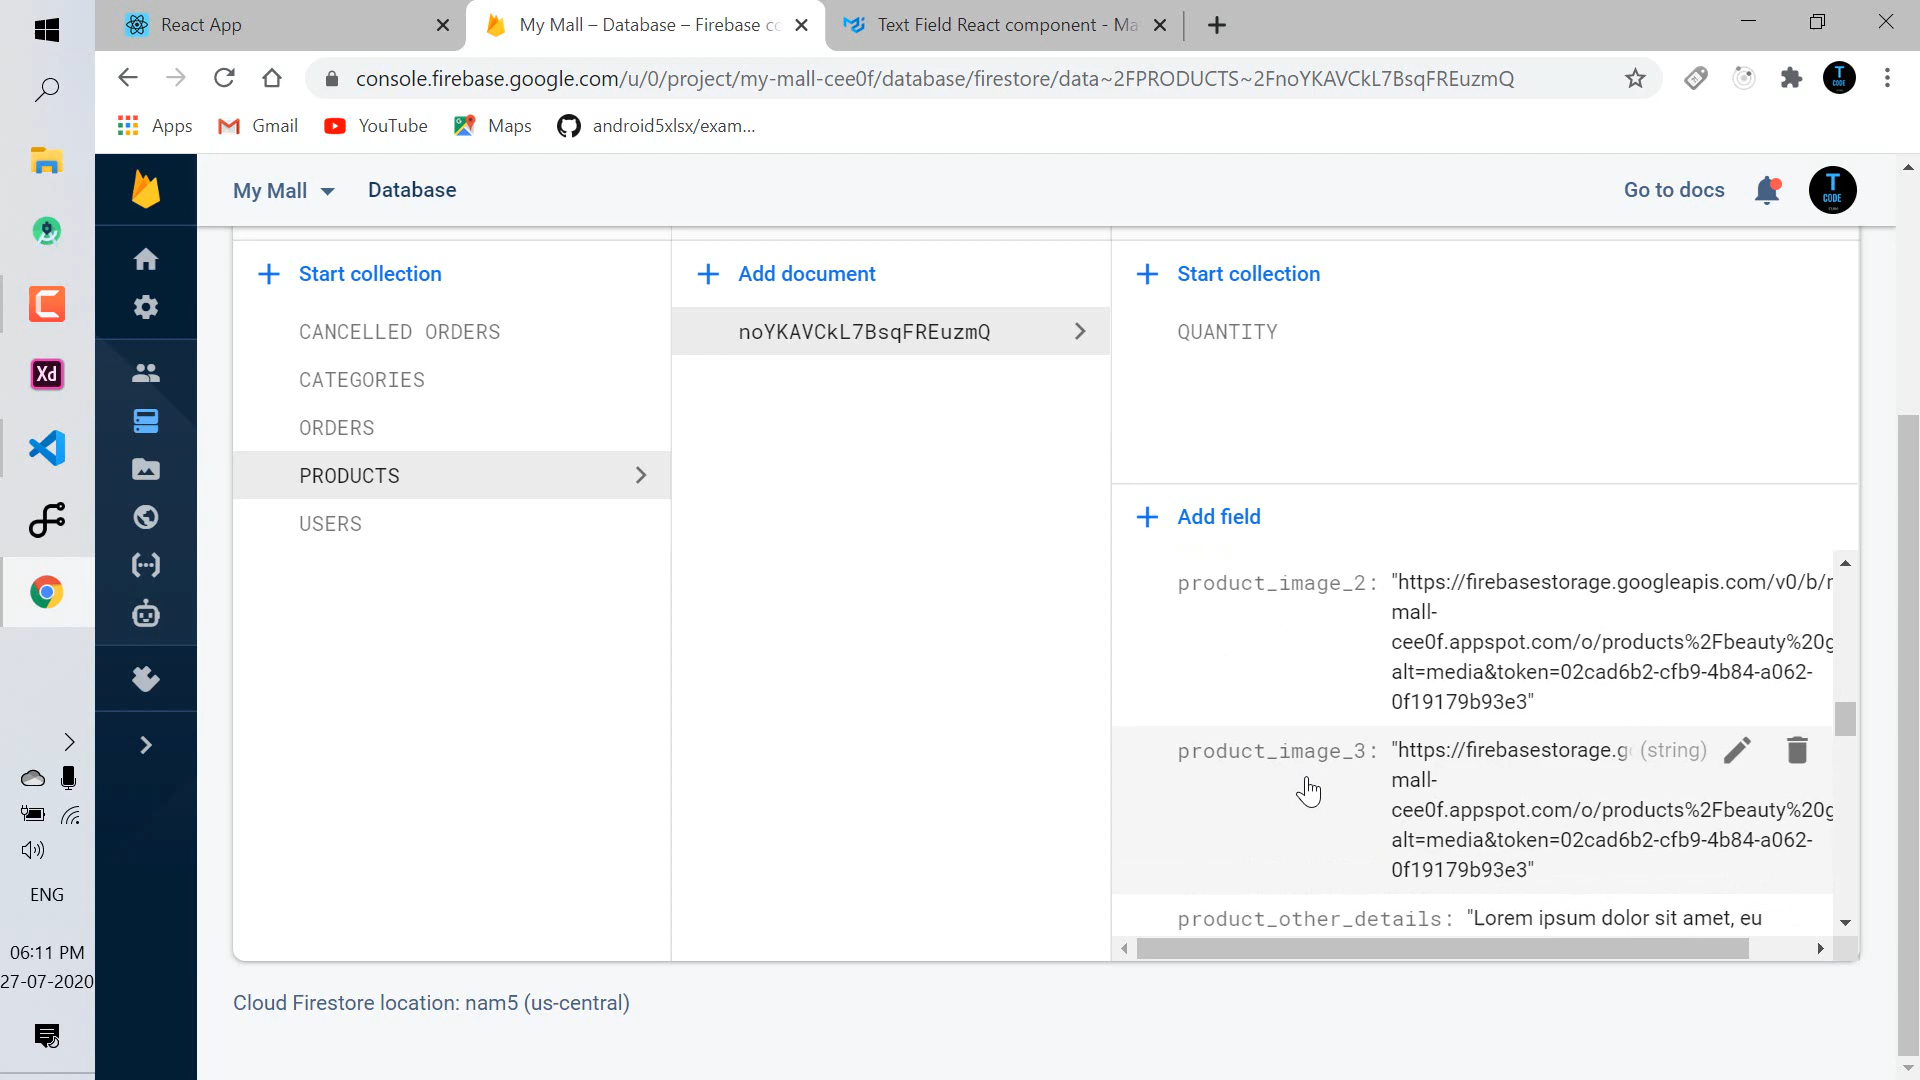 React App
My Mall – Database – Firebase co
Text Field React component - Ma
console.firebase.google.com/u/0/project/my-mall-cee0f/database/firestore/data~2FPRODUCTS~2FnoYKAVCkL7BsqFREuzmQ
Apps
Gmail
YouTube
Maps
android5xlsx/exam...
My Mall
Database
Go to docs
T
CODE
Start collection
Add document
Start collection
CANCELLED ORDERS
noYKAVCkL7BsqFREuzmQ
QUANTITY
CATEGORIES
ORDERS
PRODUCTS
USERS
Add field
product_image_2: "https://firebasestorage.googleapis.com/v0/b/r
mall-
cee0f.appspot.com/o/products%2Fbeauty%20g
alt=media&token=02cad6b2-cfb9-4b84-a062-
0f19179b93e3"
product_image_3: "https://firebasestorage.g (string)
mall-
cee0f.appspot.com/o/products%2Fbeauty%20g
alt=media&token=02cad6b2-cfb9-4b84-a062-
0f19179b93e3"
product_other_details: "Lorem ipsum dolor sit amet, eu
Cloud Firestore location: nam5 (us-central)
Xd
ENG
06:11 PM
27-07-2020